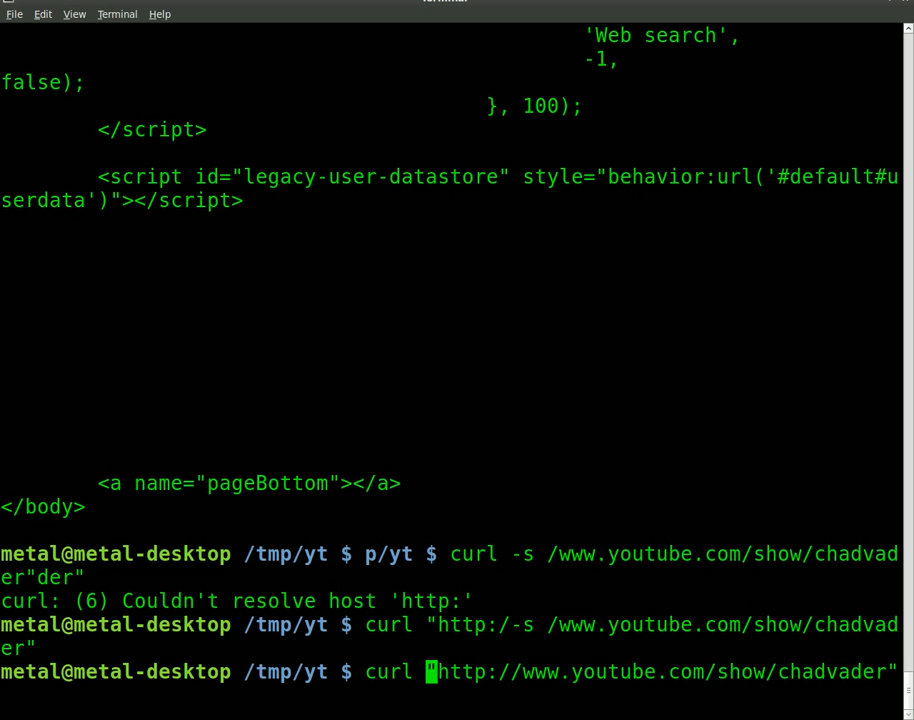 Terminal
File Edit View Terminal Help
'Web search',
-1,
false);
}, 100);
</script>
<script id="legacy-user-datastore" style="behavior:url('#default#u
serdata')"></script>
<a name="pageBottom"></a>
</body>
metal@metal-desktop /tmp/yt $ p/yt $ curl -s /www.youtube.com/show/chadvad
er"der"
curl: (6) Couldn't resolve host 'http:'
metal@metal-desktop /tmp/yt $ curl "http:/-s /www.youtube.com/show/chadvad
er"
metal@metal-desktop /tmp/yt $ curl "http://www.youtube.com/show/chadvader"